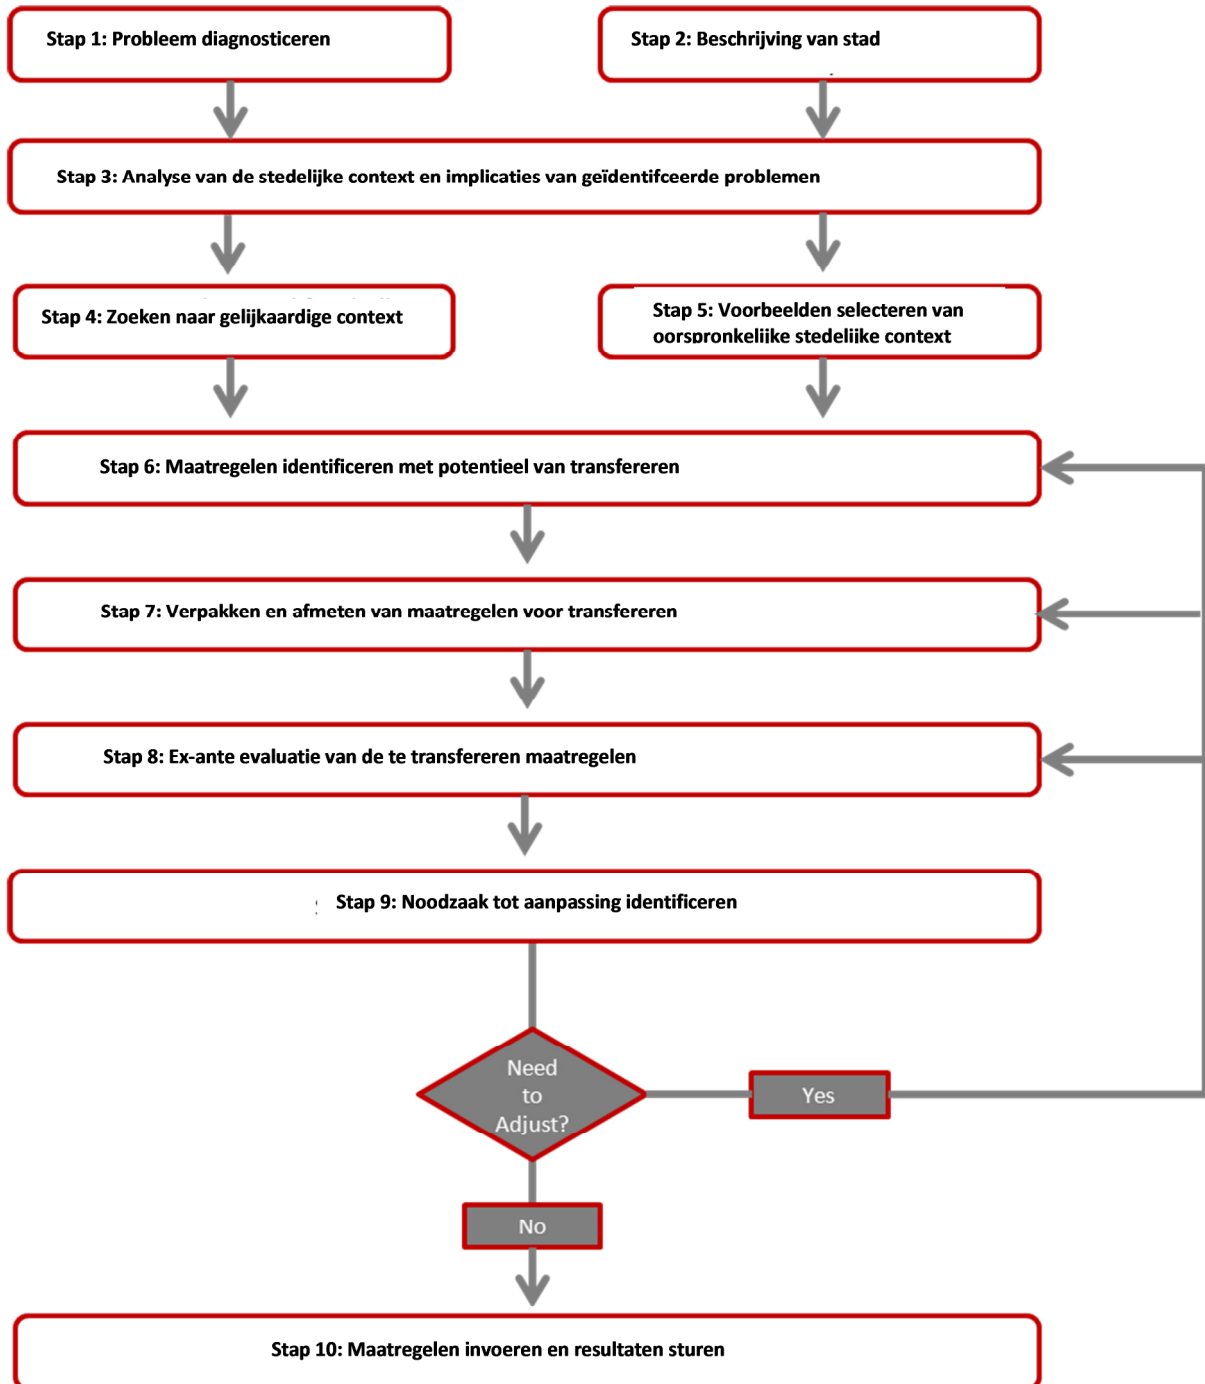 Stap 1: Probleem diagnosticeren
Stap 2: Beschrijving van stad
Stap 3: Analyse van de stedelijke context en implicaties van geïdentifceerde problemen
Stap 4: Zoeken naar gelijkaardige context
Stap 5: Voorbeelden selecteren van
oorspronkelijke stedelijke context
Stap 6: Maatregelen identificeren met potentieel van transfereren
Stap 7: Verpakken en afmeten van maatregelen voor transfereren
Stap 8: Ex-ante evaluatie van de te transfereren maatregelen
Stap 9: Noodzaak tot aanpassing identificeren
Need
to
Adjust?
Yes
No
Stap 10: Maatregelen invoeren en resultaten sturen